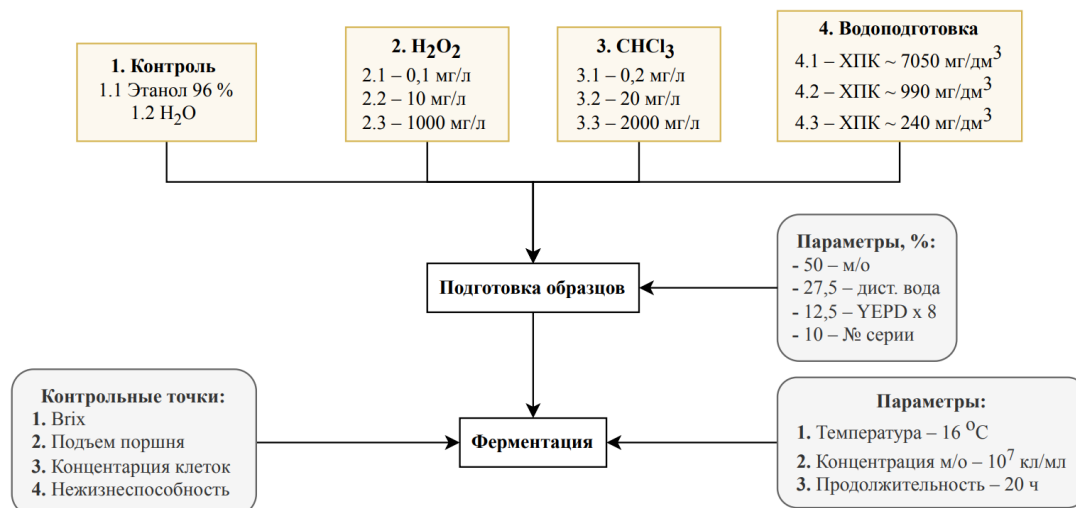 1. Контроль
1.1 Этанол 96 %
1.2 H₂O
2. H₂O₂
2.1 – 0,1 мг/л
2.2 – 10 мг/л
2.3 – 1000 мг/л
3. CHCl₃
3.1 – 0,2 мг/л
3.2 – 20 мг/л
3.3 – 2000 мг/л
4. Водоподготовка
4.1 – ХПК ~ 7050 мг/дм³
4.2 – ХПК ~ 990 мг/дм³
4.3 – ХПК ~ 240 мг/дм³
Подготовка образцов
Параметры, %:
- 50 – м/о
- 27,5 – дист. вода
- 12,5 – YEPD x 8
- 10 – № серии
Контрольные точки:
1. Brix
2. Подъем поршня
3. Концентарция клеток
4. Нежизнеспособность
Ферментация
Параметры:
1. Температура – 16 ⁰С
2. Концентрация м/о – 10⁷ кл/мл
3. Продолжительность – 20 ч